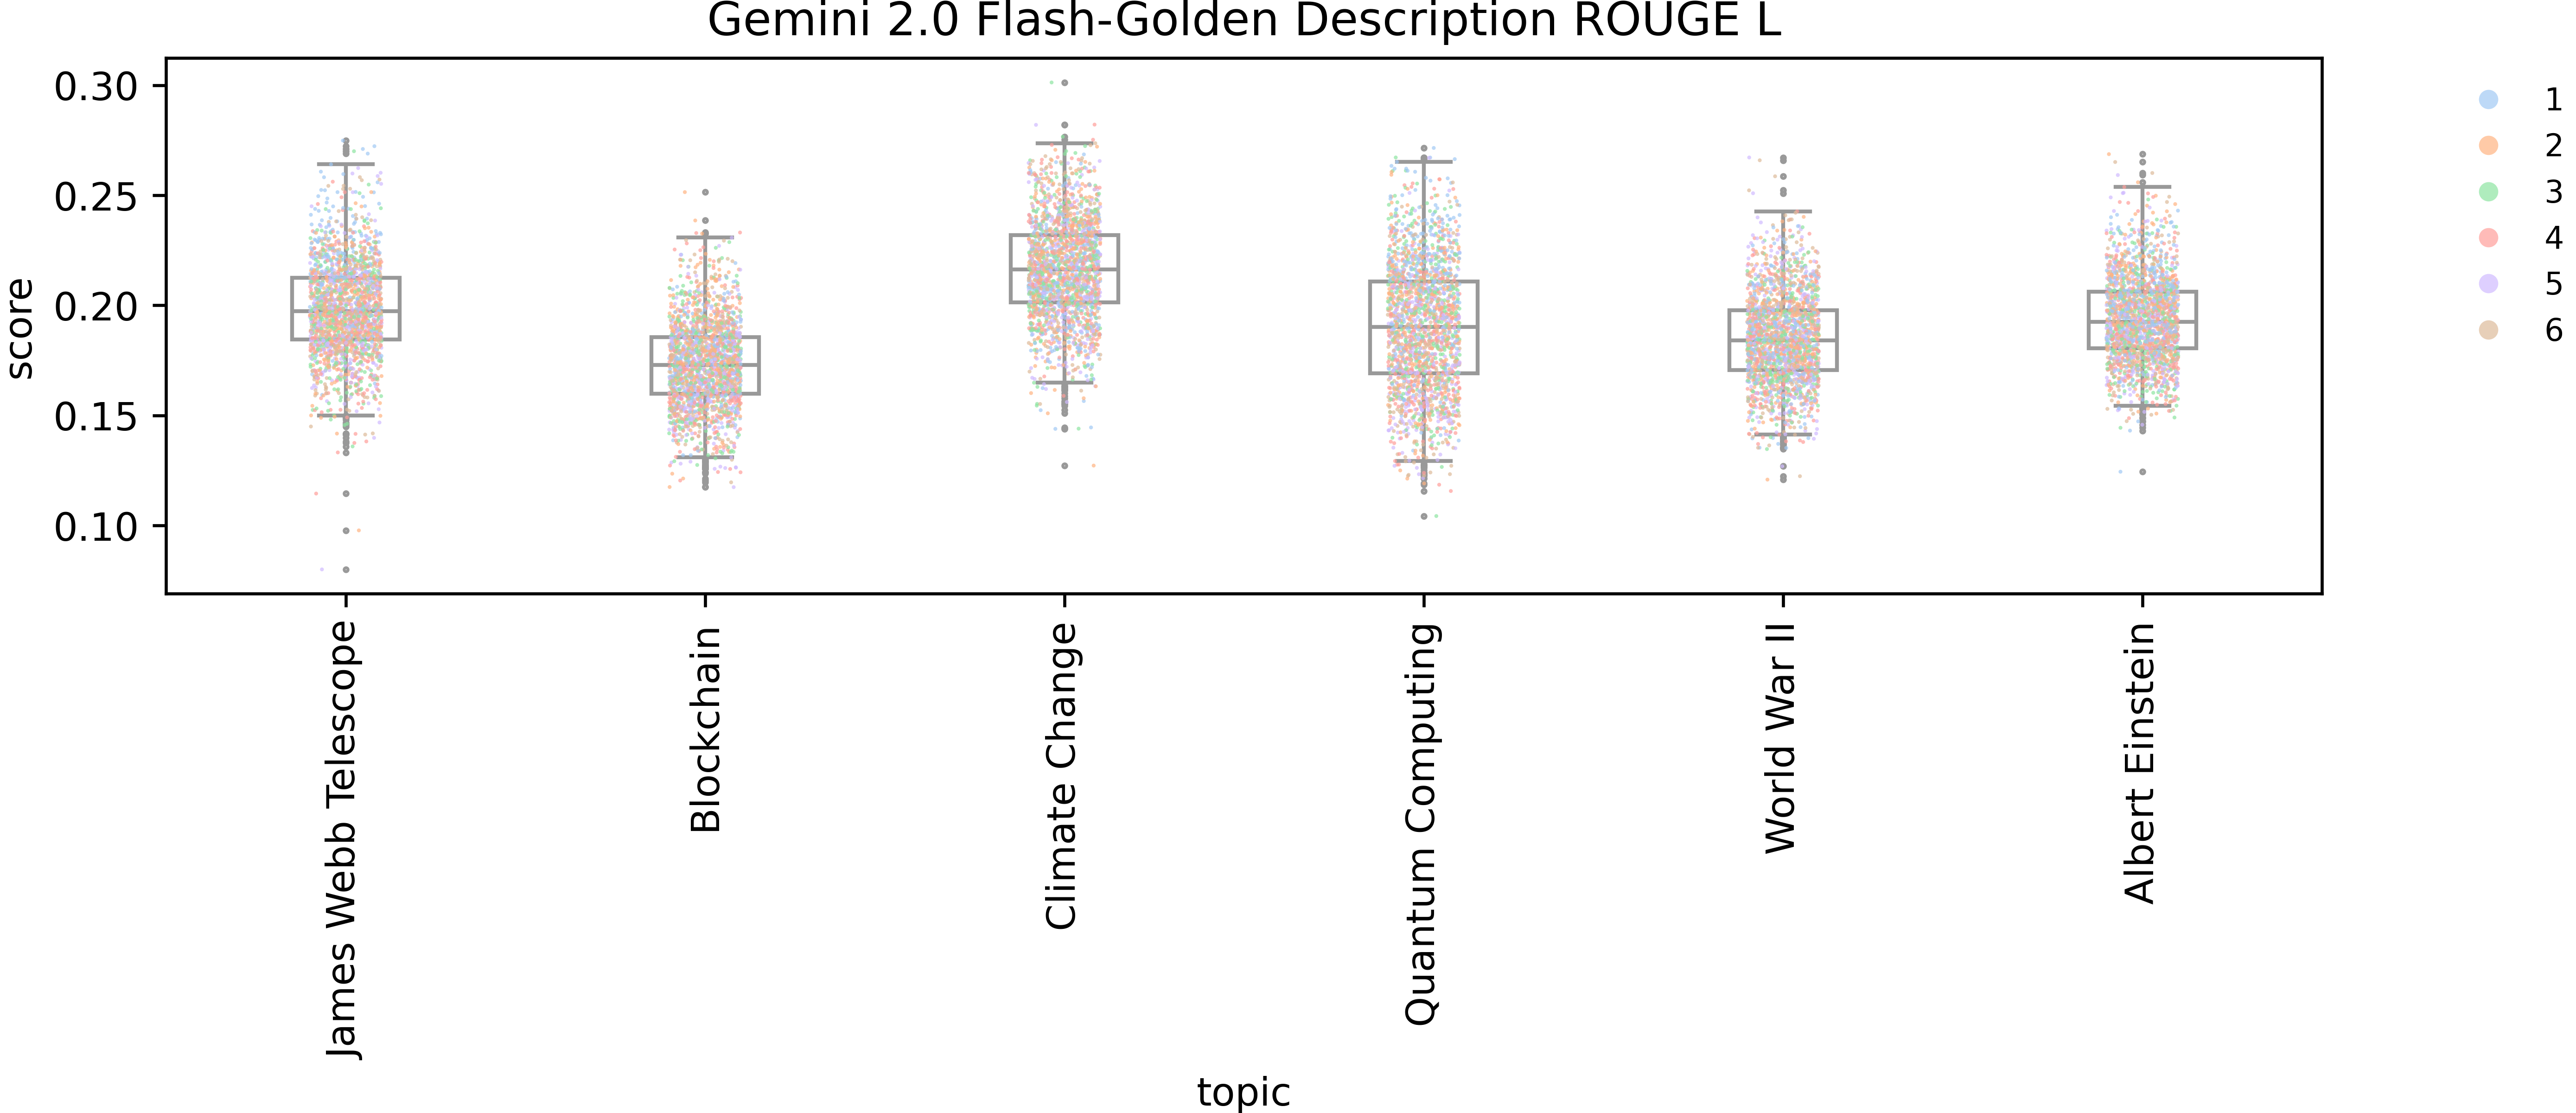 Gemini 2.0 Flash-Golden Description ROUGE L
score
0.30
0.25
0.20
0.15
0.10
James Webb Telescope
Blockchain
Climate Change
Quantum Computing
World War II
Albert Einstein
topic
1
2
3
4
5
6